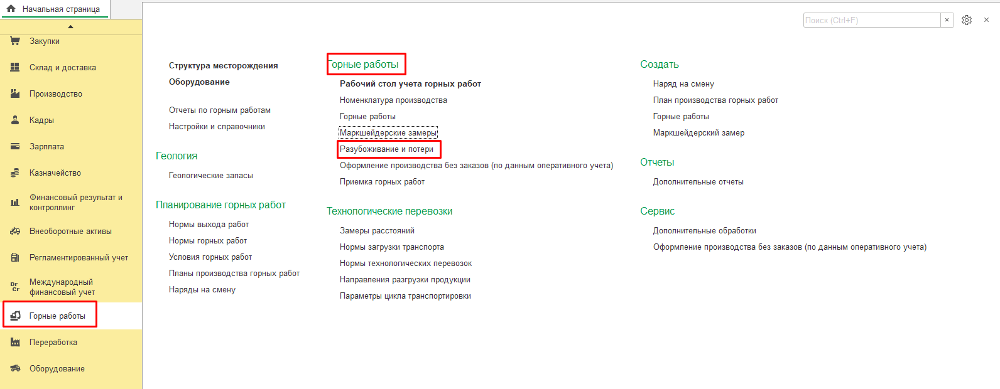 Начальная страница
Поиск (Ctrl+F)
Закупки
Склад и доставка
Производство
Кадры
Зарплата
Казначейство
Финансовый результат и
контроллинг
Внеоборотные активы
Регламентированный учет
Dr
Cr
Международный
финансовый учет
Горные работы
Переработка
Оборудование
Структура месторождения
Оборудование
Отчеты по горным работам
Настройки и справочники
Геология
Геологические запасы
Планирование горных работ
Нормы выхода работ
Нормы горных работ
Условия горных работ
Планы производства горных работ
Наряды на смену
Горные работы
Рабочий стол учета горных работ
Номенклатура производства
Горные работы
Маркшейдерские замеры
Разубоживание и потери
Оформление производства без заказов (по данным оперативного учета)
Приемка горных работ
Технологические перевозки
Замеры расстояний
Нормы загрузки транспорта
Нормы технологических перевозок
Направления разгрузки продукции
Параметры цикла транспортировки
Создать
Наряд на смену
План производства горных работ
Горные работы
Маркшейдерский замер
Отчеты
Дополнительные отчеты
Сервис
Дополнительные обработки
Оформление производства без заказов (по данным оперативного учета)